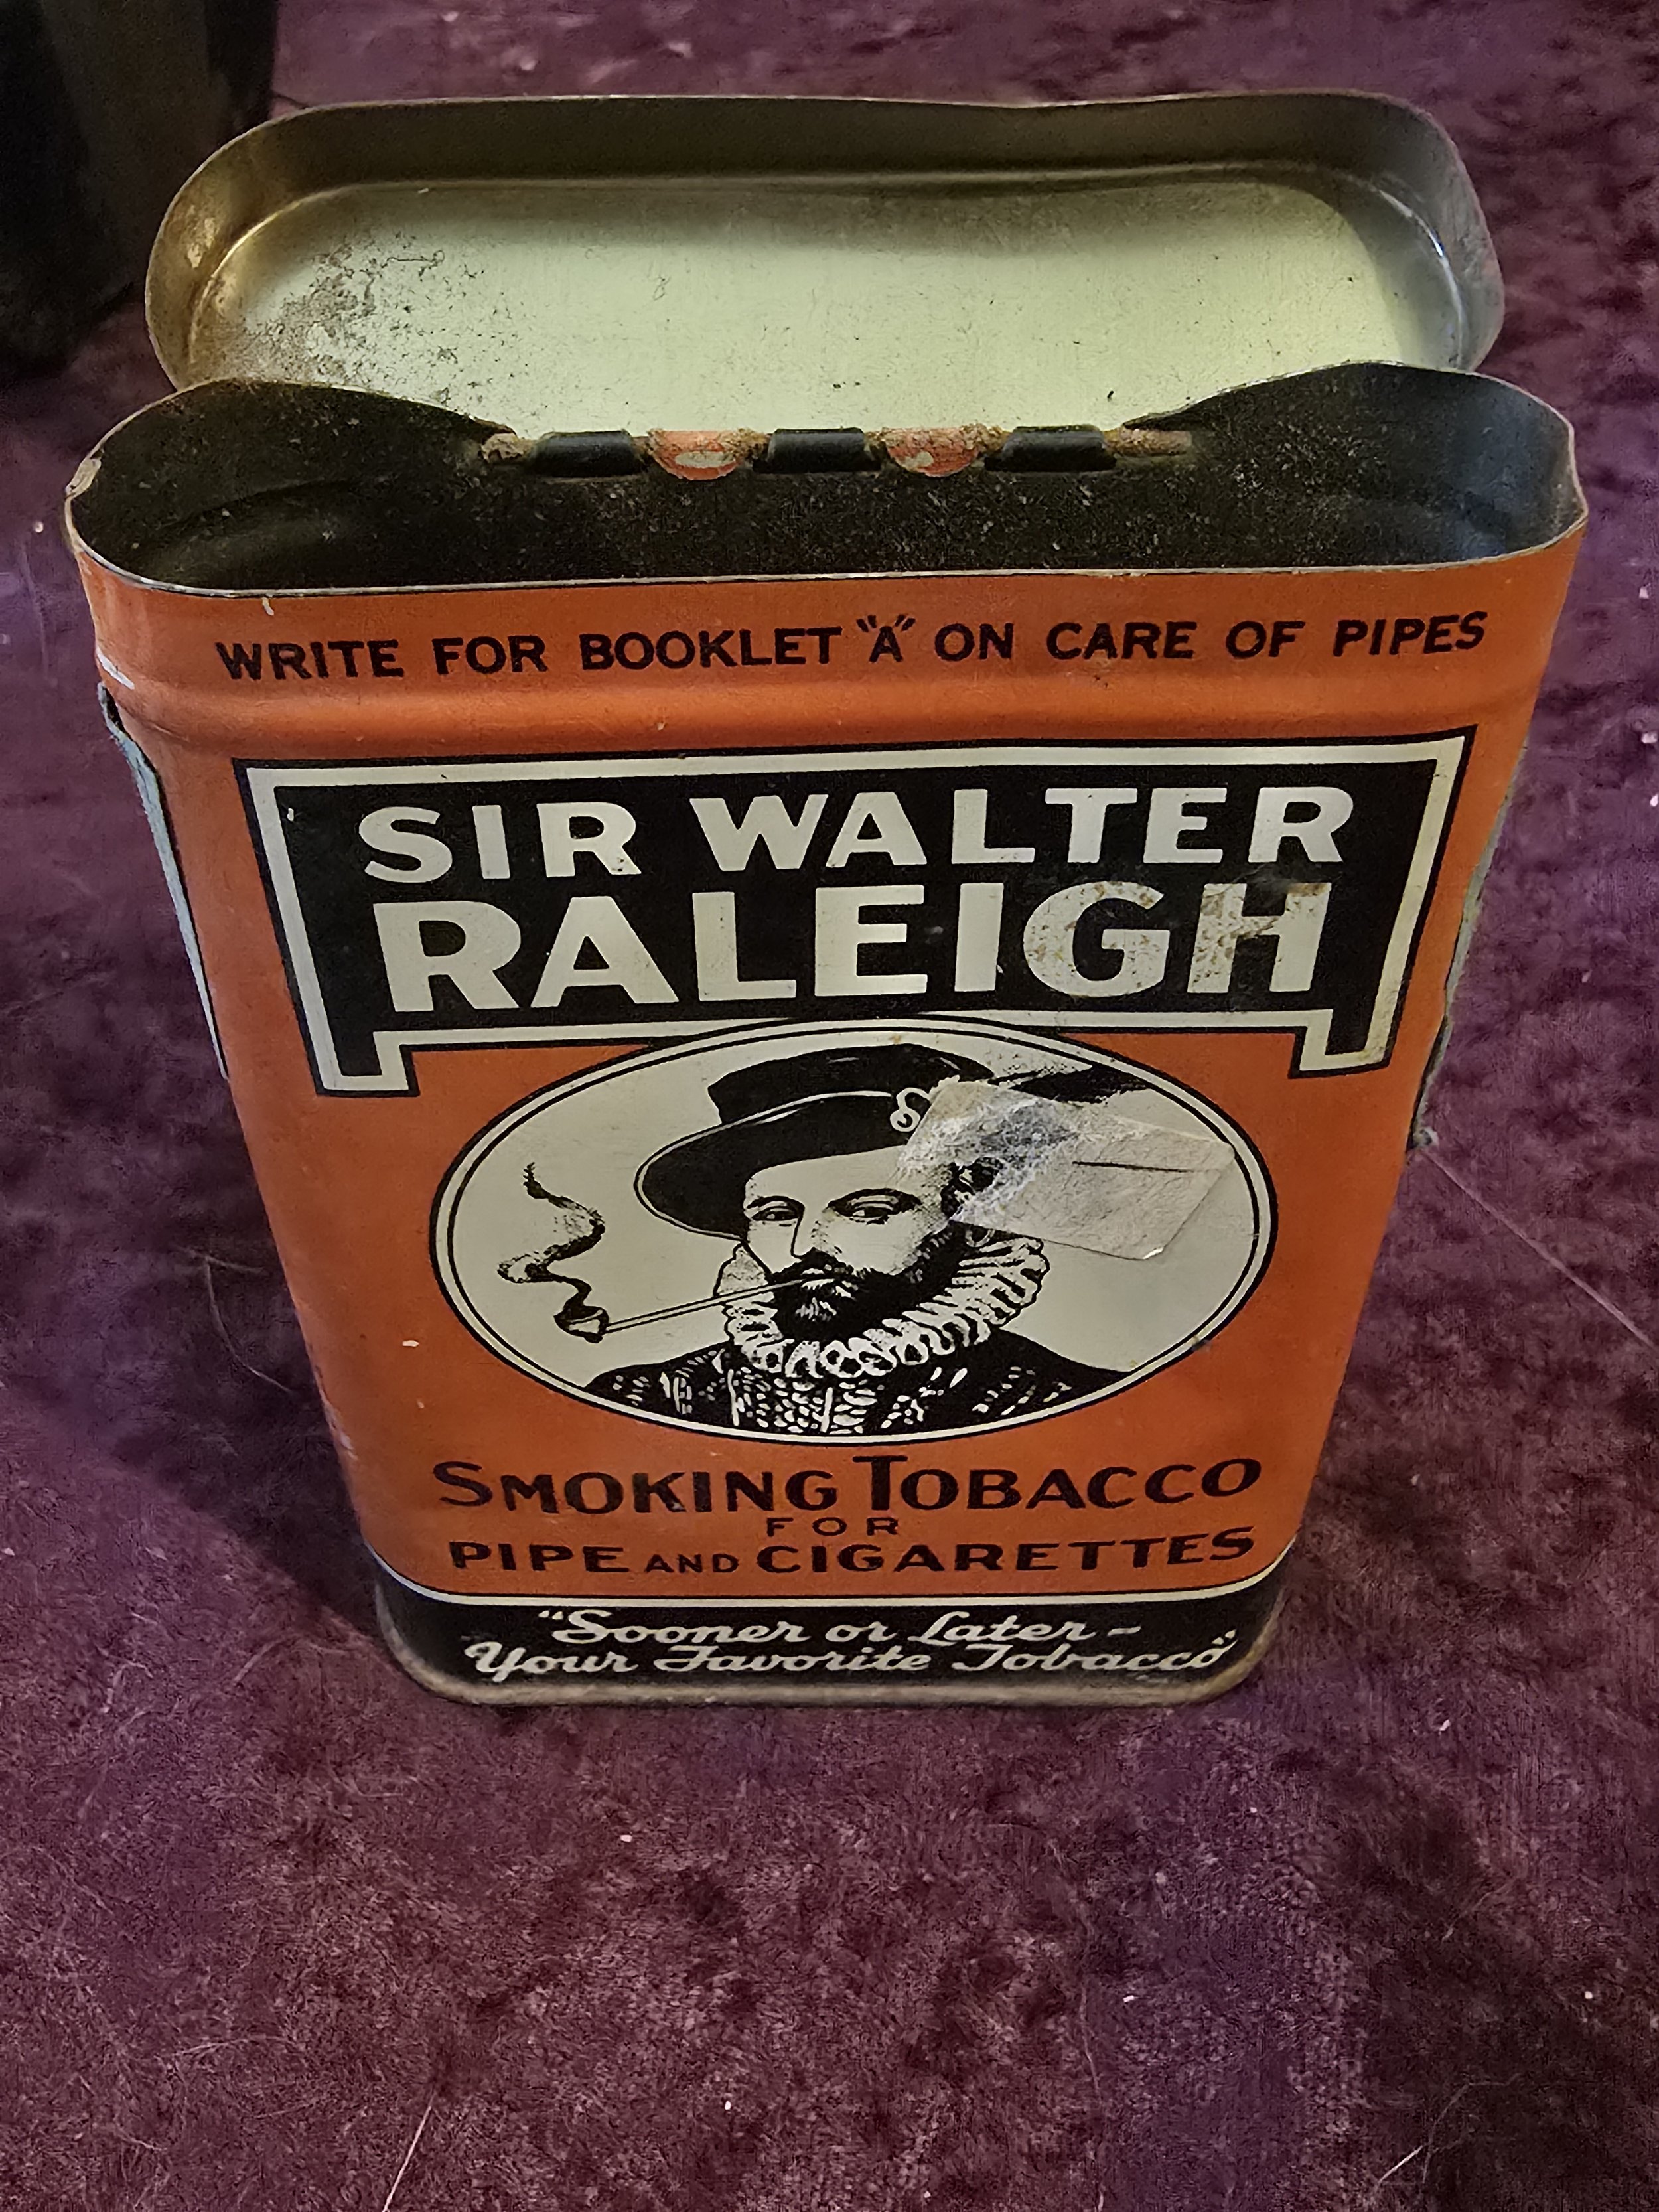 WRITE FOR BOOKLET "A" ON CARE OF PIPES
SIR WALTER
RALEIGH
SMOKING TOBACCO
FOR
PIPE AND CIGARETTES
"Sooner or Later -
Your Favorite Tobacco"